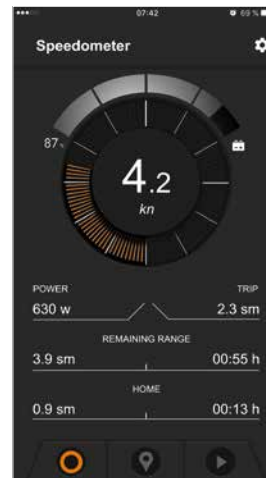 07:42 69 %
Speedometer
87%
4.2
kn
POWER TRIP
630 w 2.3 sm
REMAINING RANGE
3.9 sm 00:55 h
HOME
0.9 sm 00:13 h